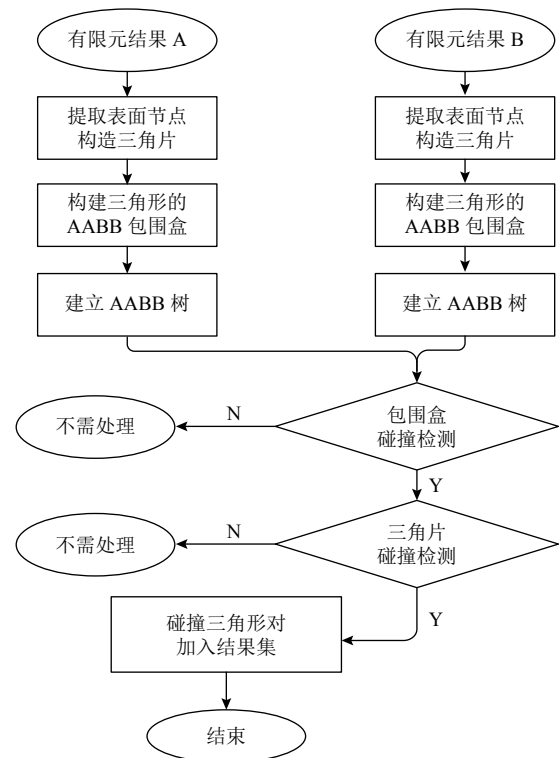 有限元结果 A
有限元结果 B
提取表面节点
构造三角片
提取表面节点
构造三角片
构建三角形的
AABB 包围盒
构建三角形的
AABB 包围盒
建立 AABB 树
建立 AABB 树
包围盒
碰撞检测
N
不需处理
Y
三角片
碰撞检测
N
不需处理
Y
碰撞三角形对
加入结果集
结束